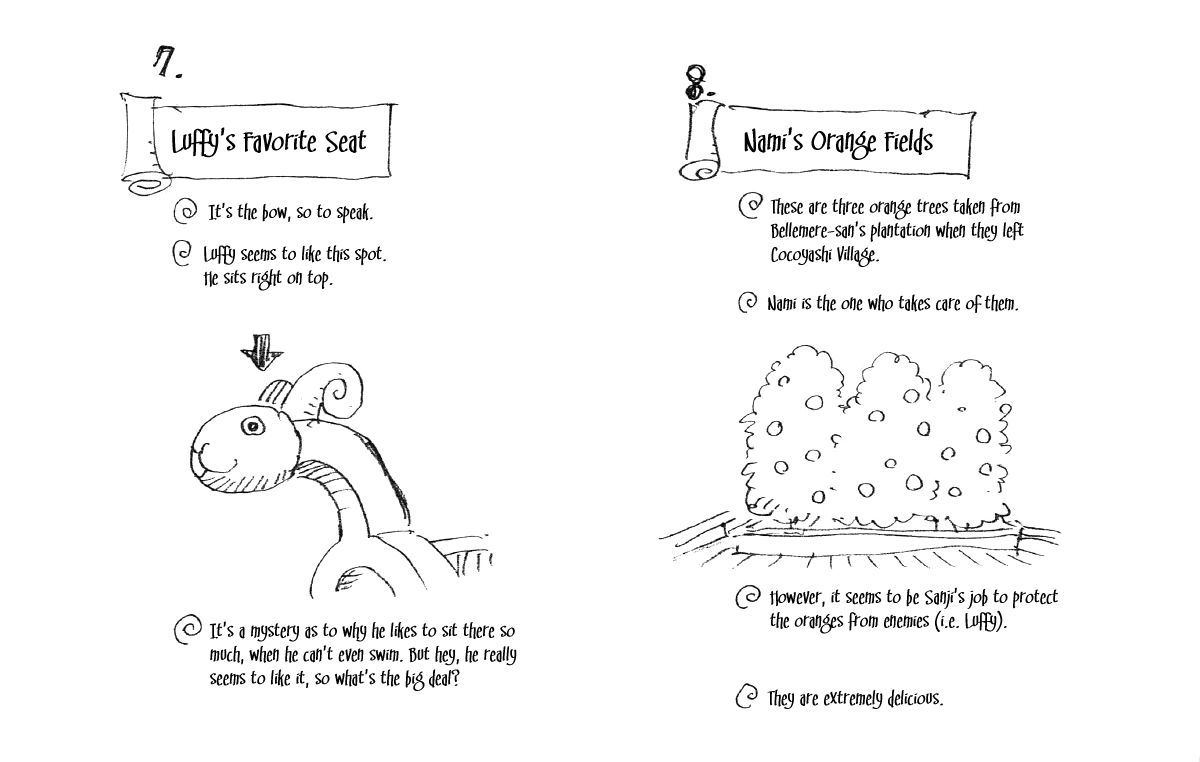 7.
Luffy's Favorite Seat
It's the bow, so to speak.
Luffy seems to like this spot.
He sits right on top.
It's a mystery as to why he likes to sit there so
much, when he can't even swim. But hey, he really
seems to like it, so what's the big deal?
8.
Nami's Orange Fields
These are three orange trees taken from
Bellemere-san's plantation when they left
Cocoyashi Village.
Nami is the one who takes care of them.
However, it seems to be Sanji's job to protect
the oranges from enemies (i.e. Luffy).
They are extremely delicious.